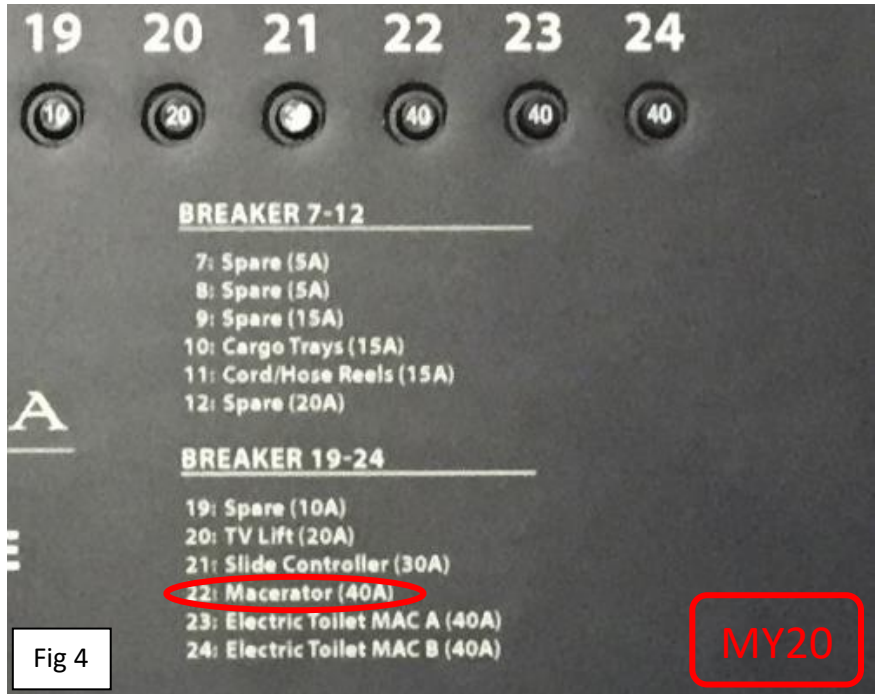 19 20 21 22 23 24
10 20 30 40 40 40
BREAKER 7-12
7: Spare (5A)
8: Spare (5A)
9: Spare (15A)
10: Cargo Trays (15A)
11: Cord/Hose Reels (15A)
12: Spare (20A)
A
BREAKER 19-24
19: Spare (10A)
20: TV Lift (20A)
21: Slide Controller (30A)
E
22: Macerator (40A)
23: Electric Toilet MAC A (40A)
24: Electric Toilet MAC B (40A)
Fig 4
MY20